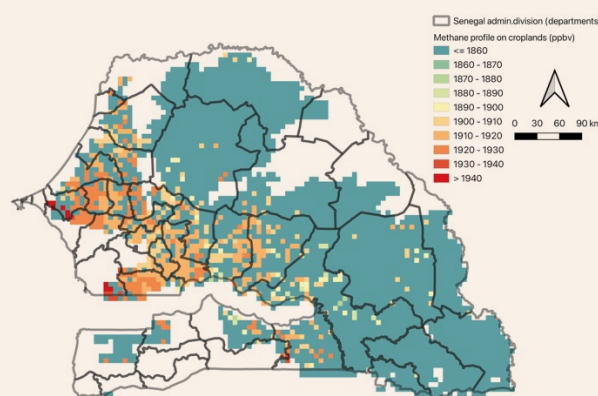 Senegal admin.division (departments
Methane profile on croplands (ppbv)
<= 1860
1860 - 1870
1870 - 1880
1880 - 1890
1890 - 1900
1900 - 1910
1910 - 1920
1920 - 1930
1930 - 1940
> 1940
0 30 60 90 km